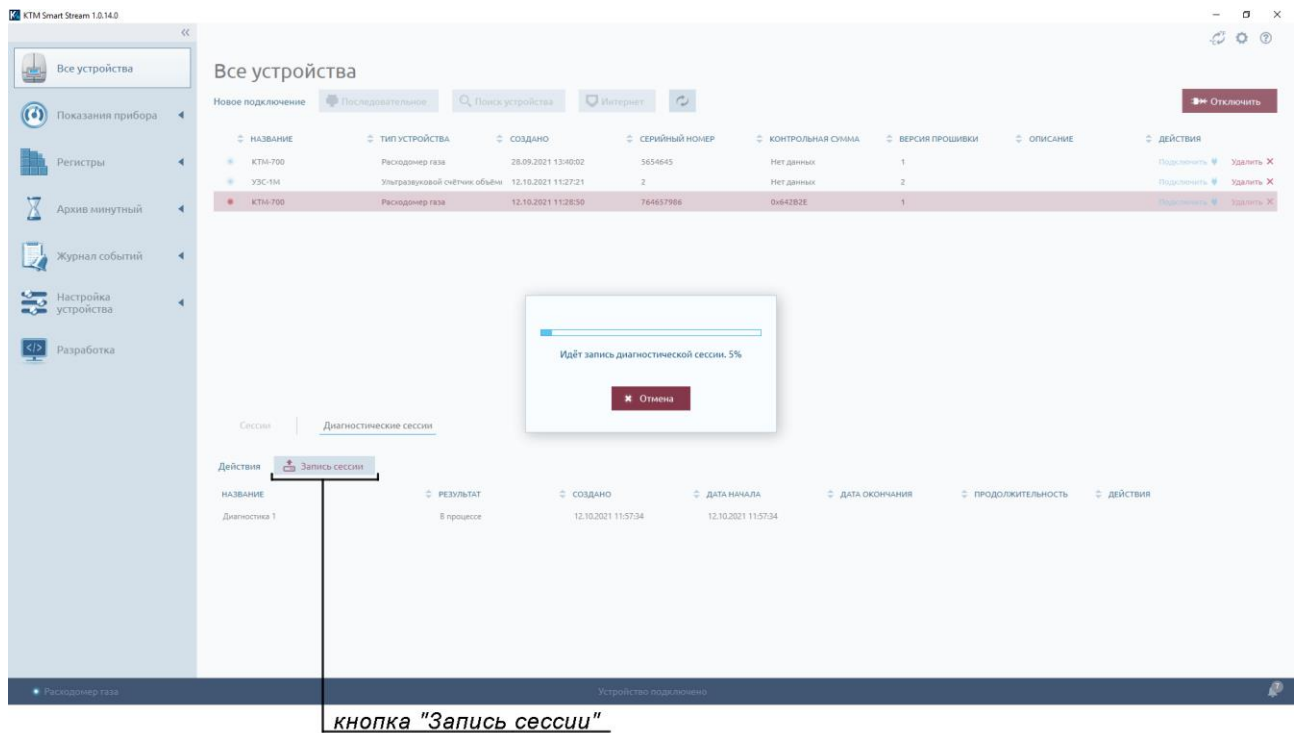 KTM Smart Stream 1.0.14.0
Все устройства
Показания прибора
Регистры
Архив минутный
Журнал событий
Настройка
устройства
Разработка
Все устройства
Новое подключение Последовательное Поиск устройства Интернет Отключить
НАЗВАНИЕ ТИП УСТРОЙСТВА СОЗДАНО СЕРИЙНЫЙ НОМЕР КОНТРОЛЬНАЯ СУММА ВЕРСИЯ ПРОШИВКИ ОПИСАНИЕ ДЕЙСТВИЯ
КТМ-700 Расходомер газа 28.09.2021 13:40:02 5654645 Нет данных 1 Подключить Удалить
УЗС-1М Ультразвуковой счётчик объёма 12.10.2021 11:27:21 2 Нет данных 2 Подключить Удалить
КТМ-700 Расходомер газа 12.10.2021 11:28:50 764657986 0x642B2E 1 Подключить Удалить
Идёт запись диагностической сессии. 5%
Отмена
Сессии Диагностические сессии
Действия Запись сессии
НАЗВАНИЕ РЕЗУЛЬТАТ СОЗДАНО ДАТА НАЧАЛА ДАТА ОКОНЧАНИЯ ПРОДОЛЖИТЕЛЬНОСТЬ ДЕЙСТВИЯ
Диагностика 1 В процессе 12.10.2021 11:57:34 12.10.2021 11:57:34
Расходомер газа Устройство подключено
кнопка "Запись сессии"